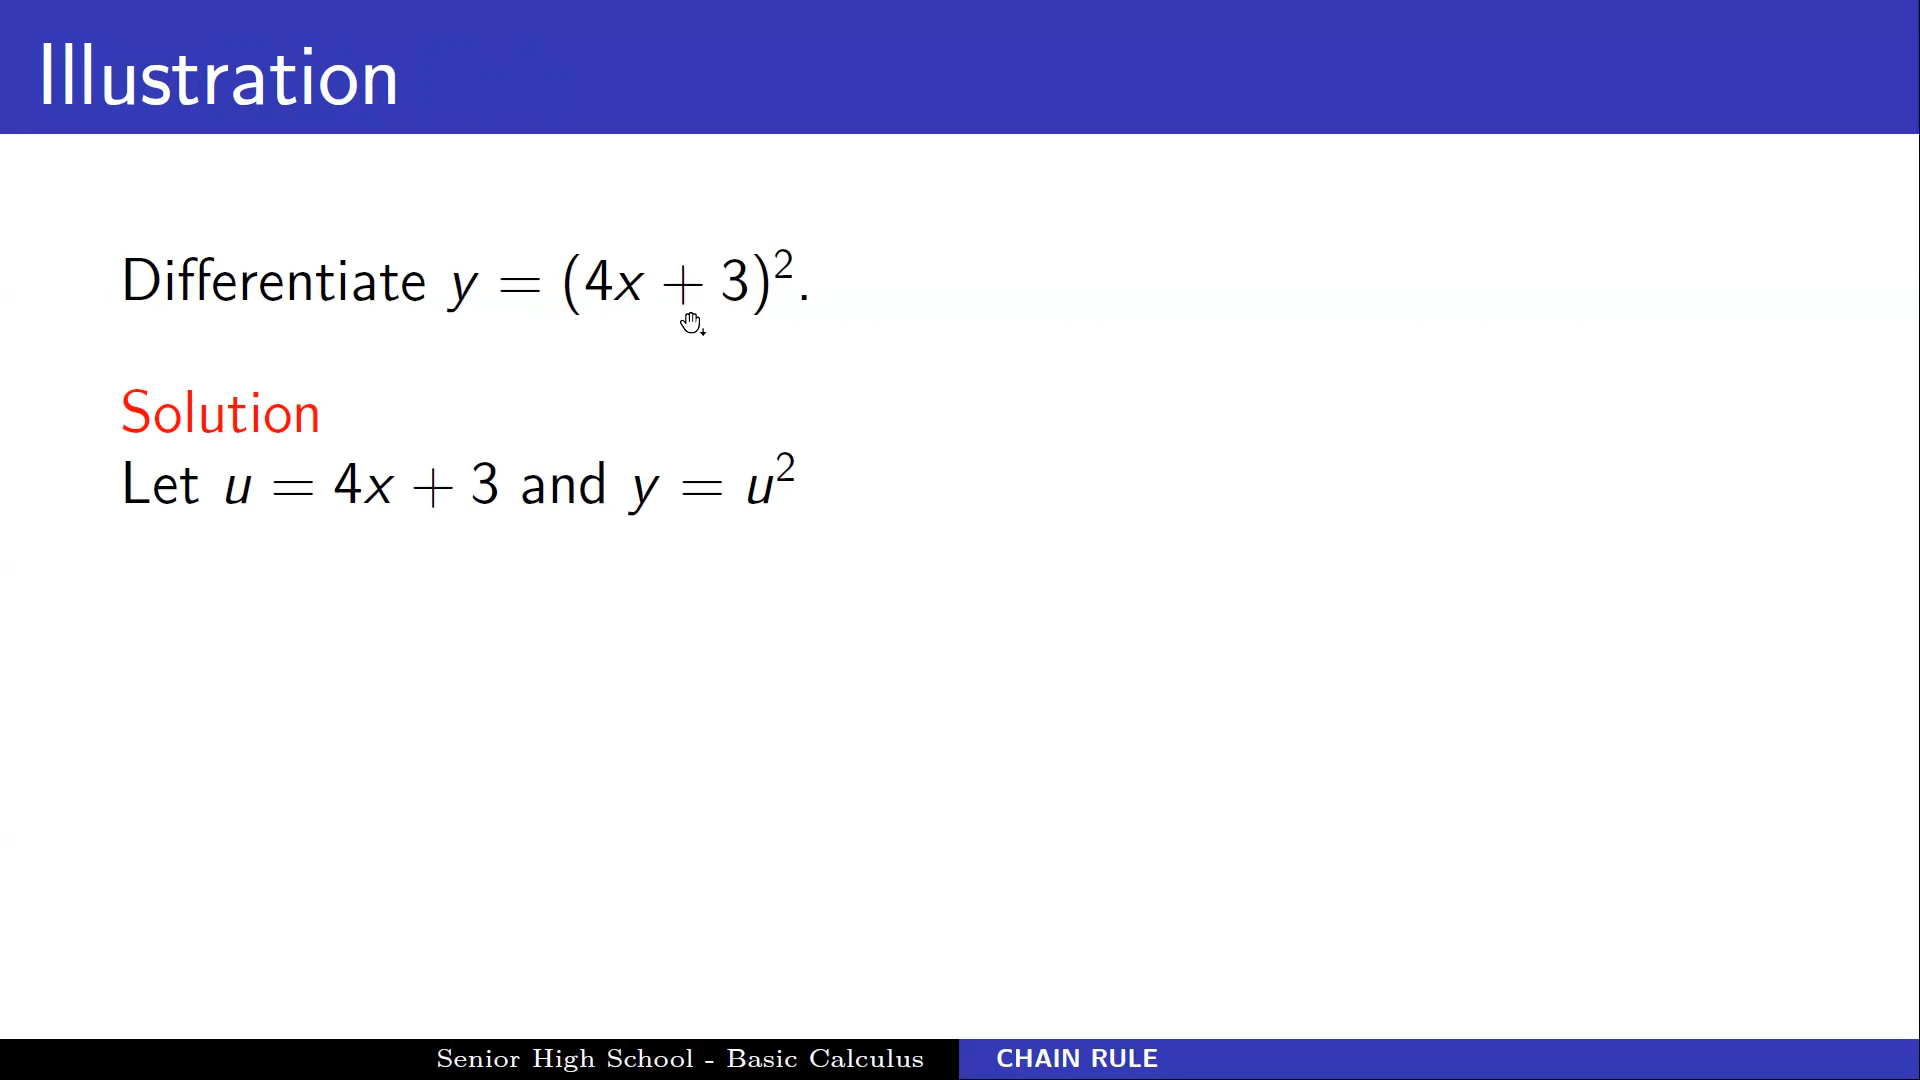 Illustration
Differentiate y = (4x + 3)².
Solution
Let u = 4x + 3 and y = u²
Senior High School - Basic Calculus
CHAIN RULE